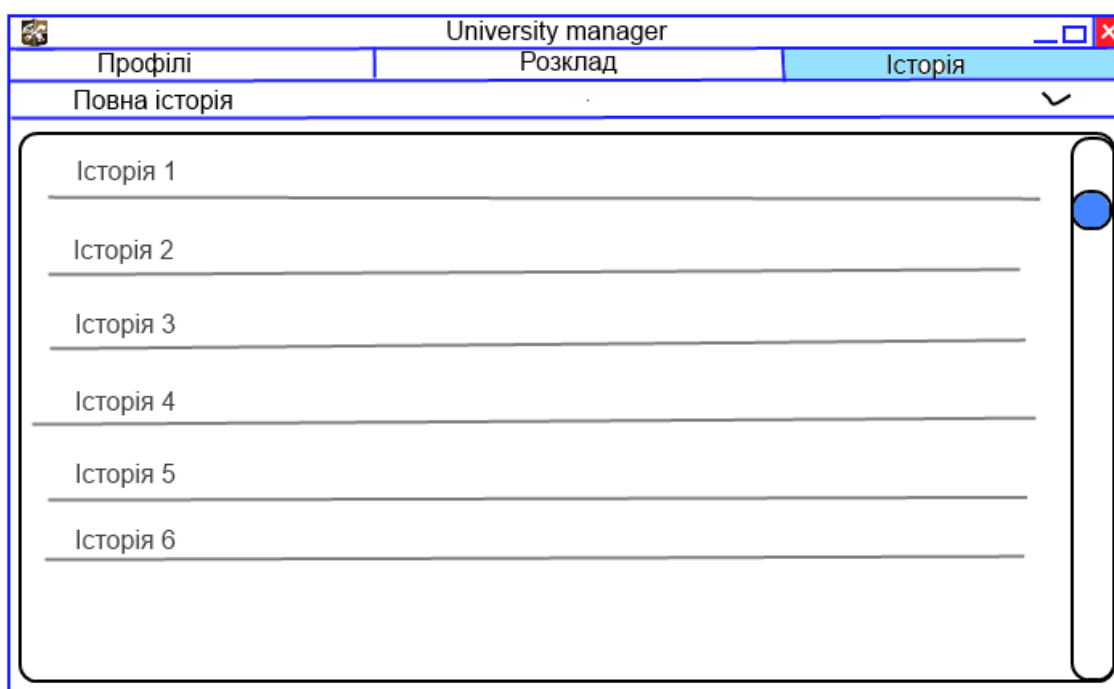 University manager
Профілі Розклад Історія
Повна історія
Історія 1
Історія 2
Історія 3
Історія 4
Історія 5
Історія 6